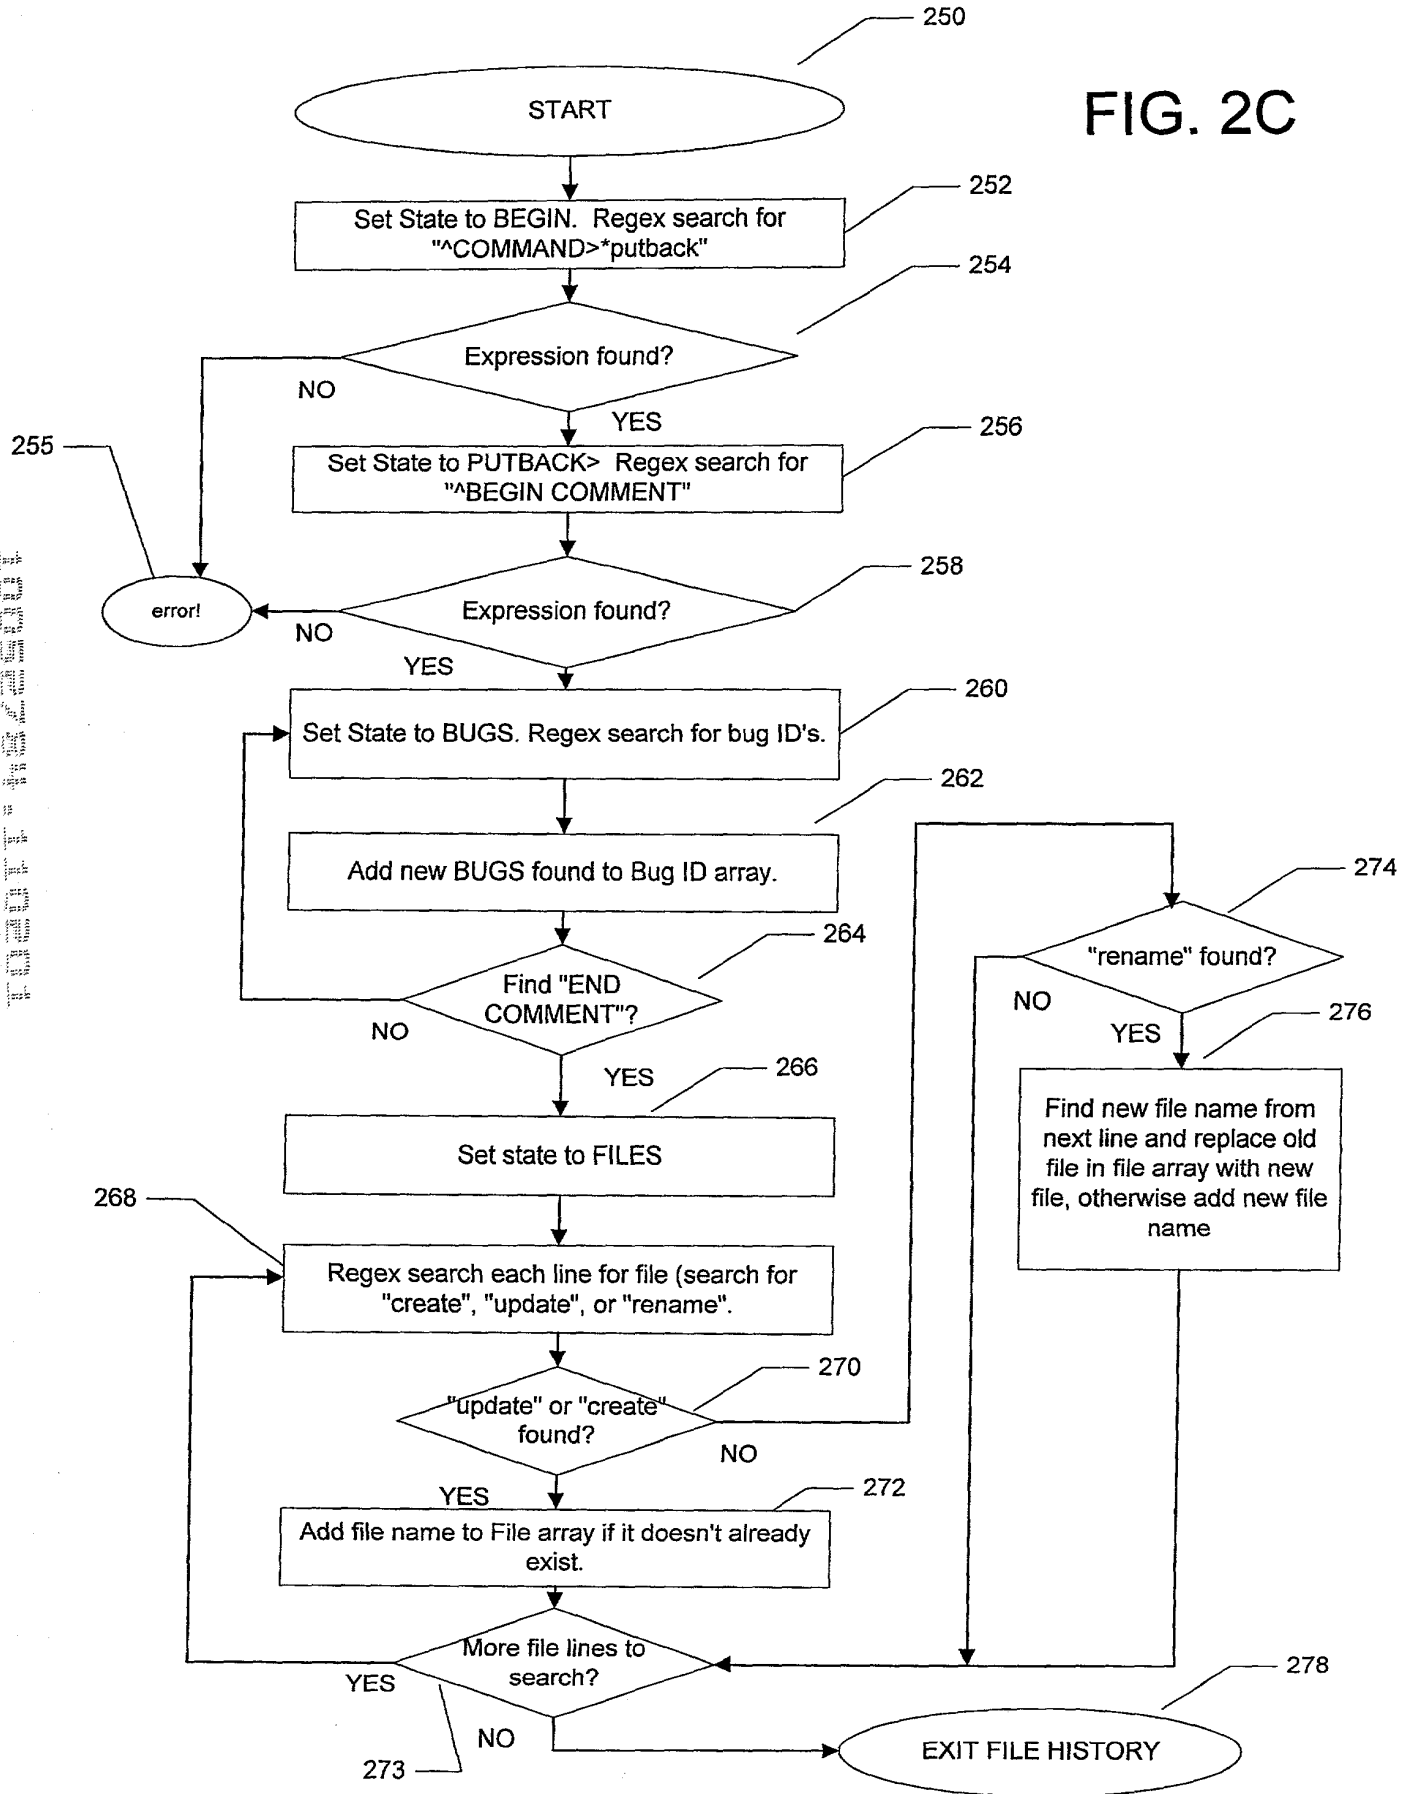 250
FIG. 2C
START
252
Set State to BEGIN. Regex search for
"^COMMAND>*putback"
254
Expression found?
NO
YES
255
256
Set State to PUTBACK> Regex search for
"^BEGIN COMMENT"
258
error!
Expression found?
NO
YES
260
Set State to BUGS. Regex search for bug ID's.
262
Add new BUGS found to Bug ID array.
264
274
Find "END
COMMENT"?
NO
"rename" found?
NO
YES
YES
276
266
Set state to FILES
Find new file name from
next line and replace old
file in file array with new
file, otherwise add new file
name
268
Regex search each line for file (search for
"create", "update", or "rename".
270
"update" or "create"
found?
NO
YES
272
Add file name to File array if it doesn't already
exist.
More file lines to
search?
YES
NO
273
278
EXIT FILE HISTORY
10052784.110201